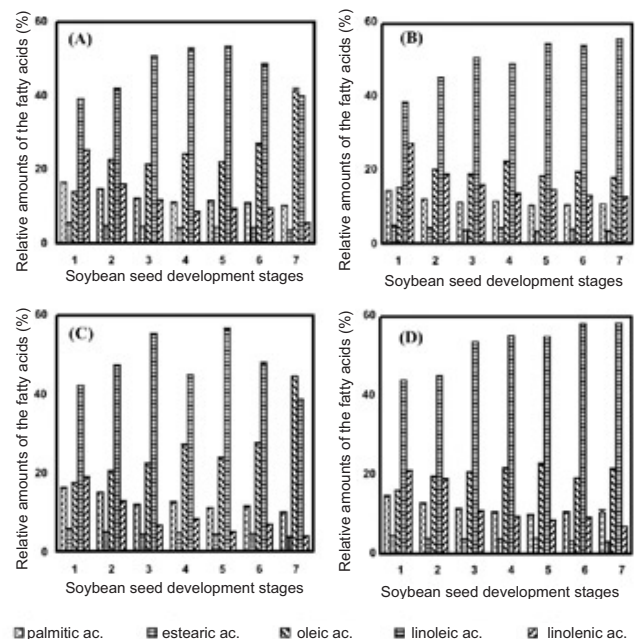 Relative amounts of the fatty acids (%)
60
40
20
0
(A)
1 2 3 4 5 6 7
Soybean seed development stages
Relative amounts of the fatty acids (%)
60
40
20
0
(B)
1 2 3 4 5 6 7
Soybean seed development stages
Relative amounts of the fatty acids (%)
60
40
20
0
(C)
1 2 3 4 5 6 7
Soybean seed development stages
Relative amounts of the fatty acids (%)
60
40
20
0
(D)
1 2 3 4 5 6 7
Soybean seed development stages
palmitic ac. estearic ac. oleic ac. linoleic ac. linolenic ac.